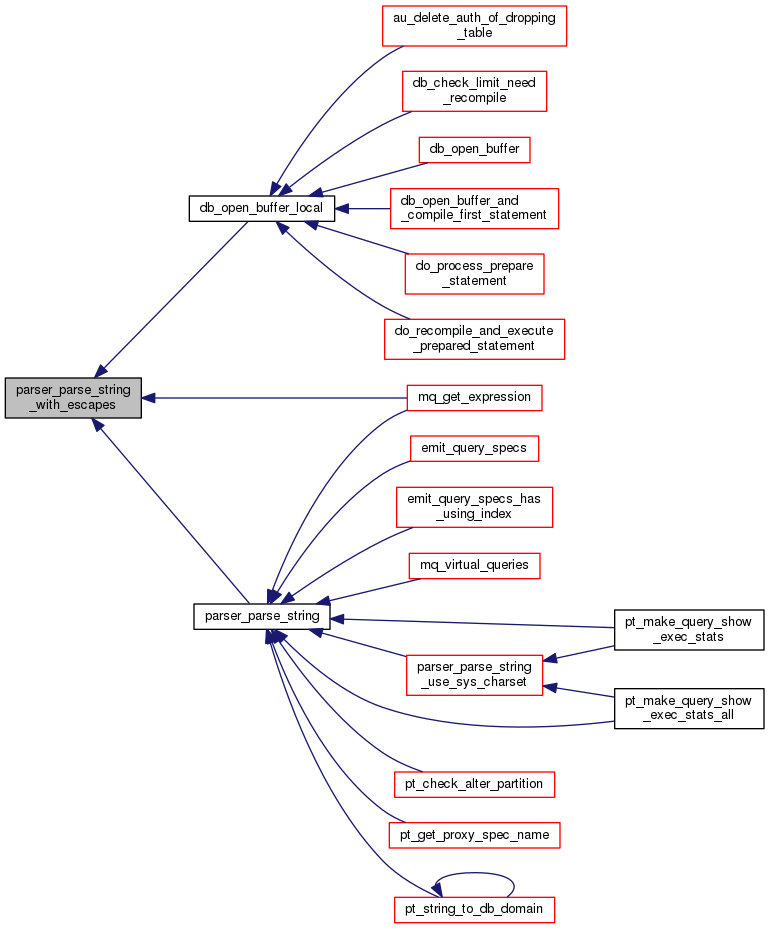 au_delete_auth_of_dropping
_table
db_check_limit_need
_recompile
db_open_buffer
db_open_buffer_local
db_open_buffer_and
_compile_first_statement
do_process_prepare
_statement
do_recompile_and_execute
_prepared_statement
parser_parse_string
_with_escapes
mq_get_expression
emit_query_specs
emit_query_specs_has
_using_index
mq_virtual_queries
parser_parse_string
pt_make_query_show
_exec_stats
parser_parse_string
_use_sys_charset
pt_make_query_show
_exec_stats_all
pt_check_alter_partition
pt_get_proxy_spec_name
pt_string_to_db_domain